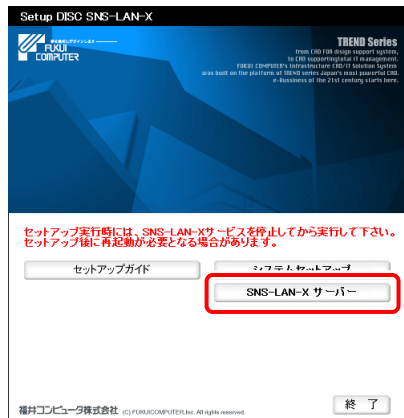 Setup DISC SNS-LAN-X
FUKUI
COMPUTER
TREND Series
from CAD FOR design support system,
to CAD supportingtotal IT management.
FUKUI COMPUTER's Infrastructure CAD/IT Solution System
was built on the platform of TREND series Japan's most powerful CAD.
e-Bussiness of the 21st century starts here.
セットアップ実行時には、SNS-LAN-Xサービスを停止してから実行して下さい。
セットアップ後に再起動が必要となる場合があります。
セットアップガイド
システムセットアップ
SNS-LAN-X サーバー
福井コンピュータ株式会社 (C) FUKUICOMPUTER,Inc. All rights reserved.
終 了